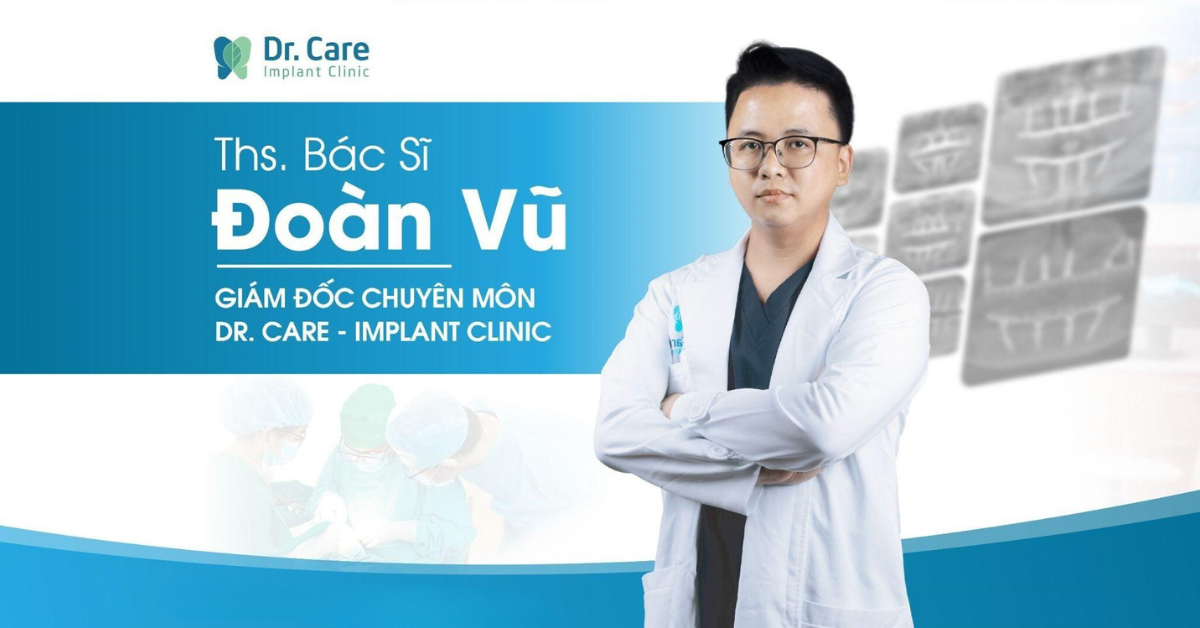 Dr. Care
Implant Clinic
Ths. Bác Sĩ
Đoàn Vũ
GIÁM ĐỐC CHUYÊN MÔN
DR. CARE - IMPLANT CLINIC